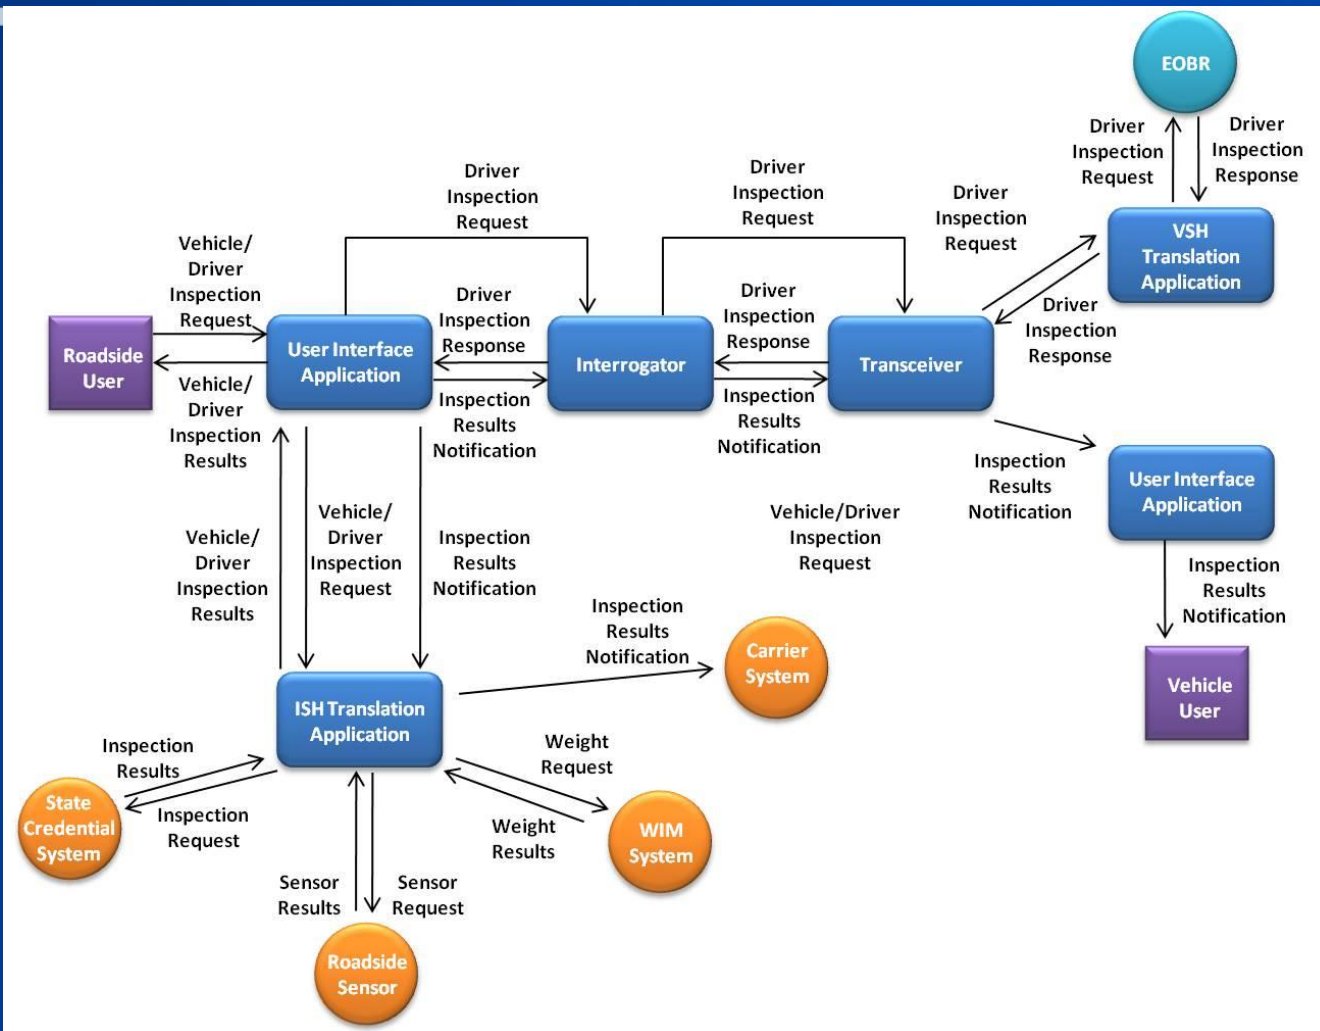 EOBR
Driver
Inspection
Request
Driver
Inspection
Response
Driver
Inspection
Request
Driver
Inspection
Request
Driver
Inspection
Request
VSH
Translation
Application
Vehicle/
Driver
Inspection
Request
Driver
Inspection
Response
Driver
Inspection
Response
Driver
Inspection
Response
Roadside
User
User Interface
Application
Interrogator
Transceiver
Vehicle/
Driver
Inspection
Results
Inspection
Results
Notification
Inspection
Results
Notification
Inspection
Results
Notification
User Interface
Application
Vehicle/
Driver
Inspection
Results
Vehicle/
Driver
Inspection
Request
Inspection
Results
Notification
Vehicle/Driver
Inspection
Request
Inspection
Results
Notification
Inspection
Results
Notification
Carrier
System
Vehicle
User
ISH Translation
Application
Inspection
Results
Weight
Request
State
Credential
System
Inspection
Request
Weight
Results
WIM
System
Sensor
Results
Sensor
Request
Roadside
Sensor